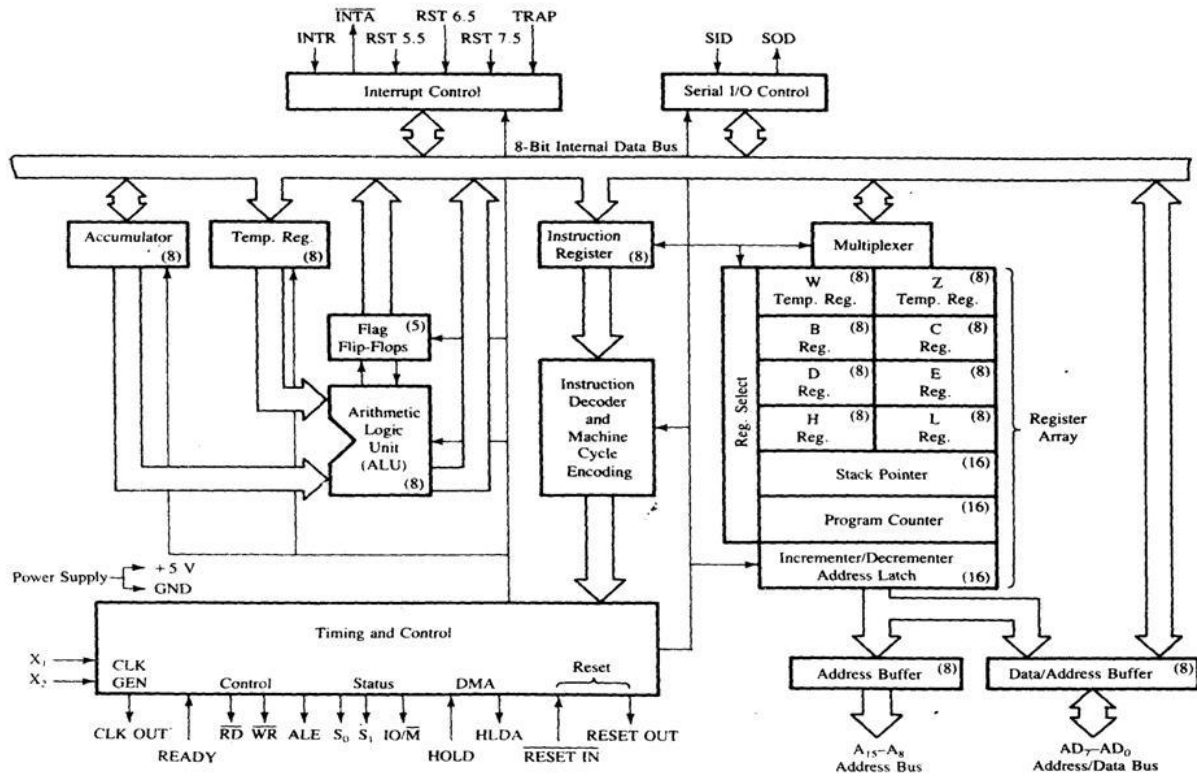 INTA
RST 6.5
TRAP
INTR
RST 5.5
RST 7.5
SID
SOD
Interrupt Control
Serial I/O Control
8-Bit Internal Data Bus
Accumulator
(8)
Temp. Reg.
(8)
Instruction
Register
(8)
Multiplexer
Flag
(5)
Flip-Flops
Arithmetic
Logic
Unit
(ALU)
(8)
Instruction
Decoder
and
Machine
Cycle
Encoding
Reg. Select
W
(8)
Temp. Reg.
Z
(8)
Temp. Reg.
B
(8)
Reg.
C
(8)
Reg.
D
(8)
Reg.
E
(8)
Reg.
H
(8)
Reg.
L
(8)
Reg.
(16)
Stack Pointer
(16)
Program Counter
Incrementer/Decrementer
Address Latch
(16)
Register
Array
Power Supply
+5 V
GND
Timing and Control
X₁
X₂
CLK
GEN
Control
Status
DMA
Reset
CLK OUT
READY
RD
WR
ALE
S₀
S₁
IO/M
HOLD
HLDA
RESET IN
RESET OUT
Address Buffer
(8)
Data/Address Buffer
(8)
A₁₅–A₈
Address Bus
AD₇–AD₀
Address/Data Bus